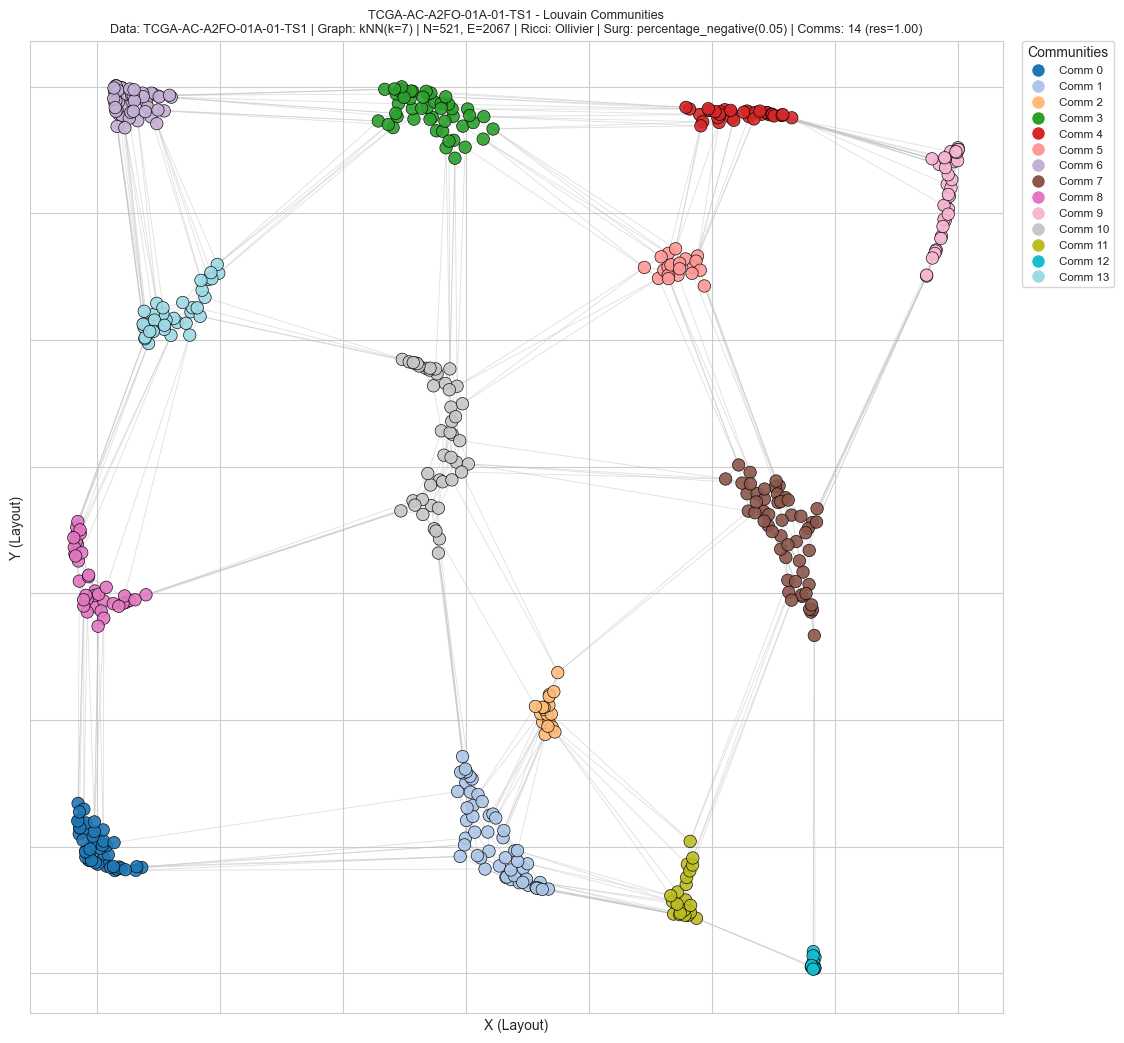 TCGA-AC-A2FO-01A-01-TS1 - Louvain Communities
Data: TCGA-AC-A2FO-01A-01-TS1 | Graph: kNN(k=7) | N=521, E=2067 | Ricci: Ollivier | Surg: percentage_negative(0.05) | Comms: 14 (res=1.00)
Communities
Comm 0
Comm 1
Comm 2
Comm 3
Comm 4
Comm 5
Comm 6
Comm 7
Comm 8
Comm 9
Comm 10
Comm 11
Comm 12
Comm 13
Y (Layout)
X (Layout)